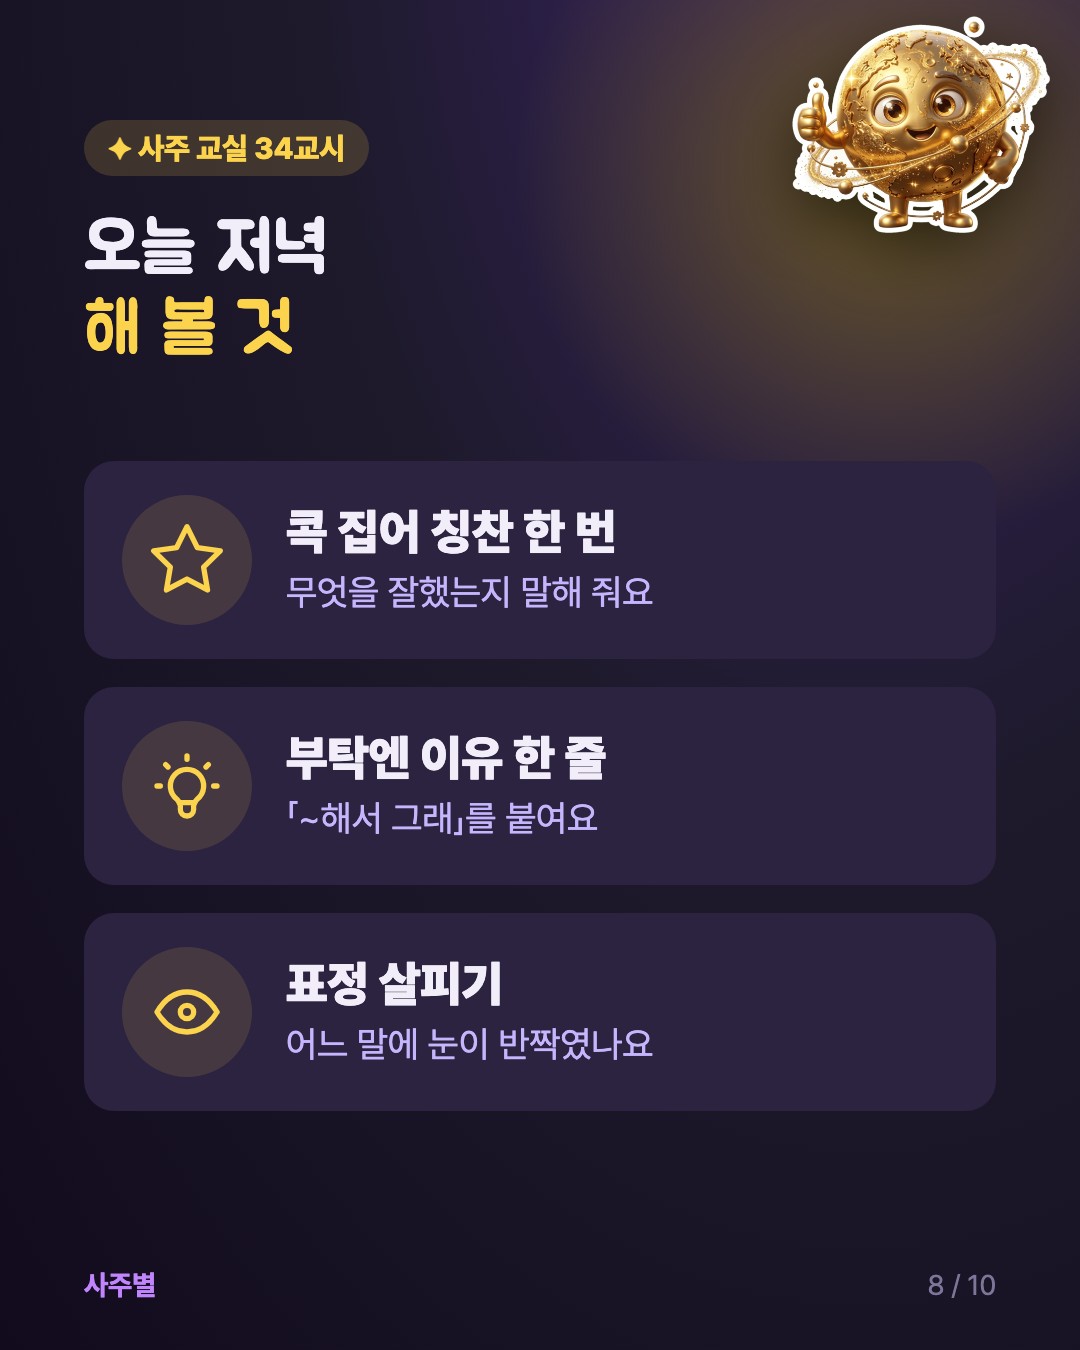 ✦ 사주 교실 34교시
오늘 저녁
해 볼 것
콕 집어 칭찬 한 번
무엇을 잘했는지 말해 줘요
부탁엔 이유 한 줄
「~해서 그래」를 붙여요
표정 살피기
어느 말에 눈이 반짝였나요
사주별
8 / 10